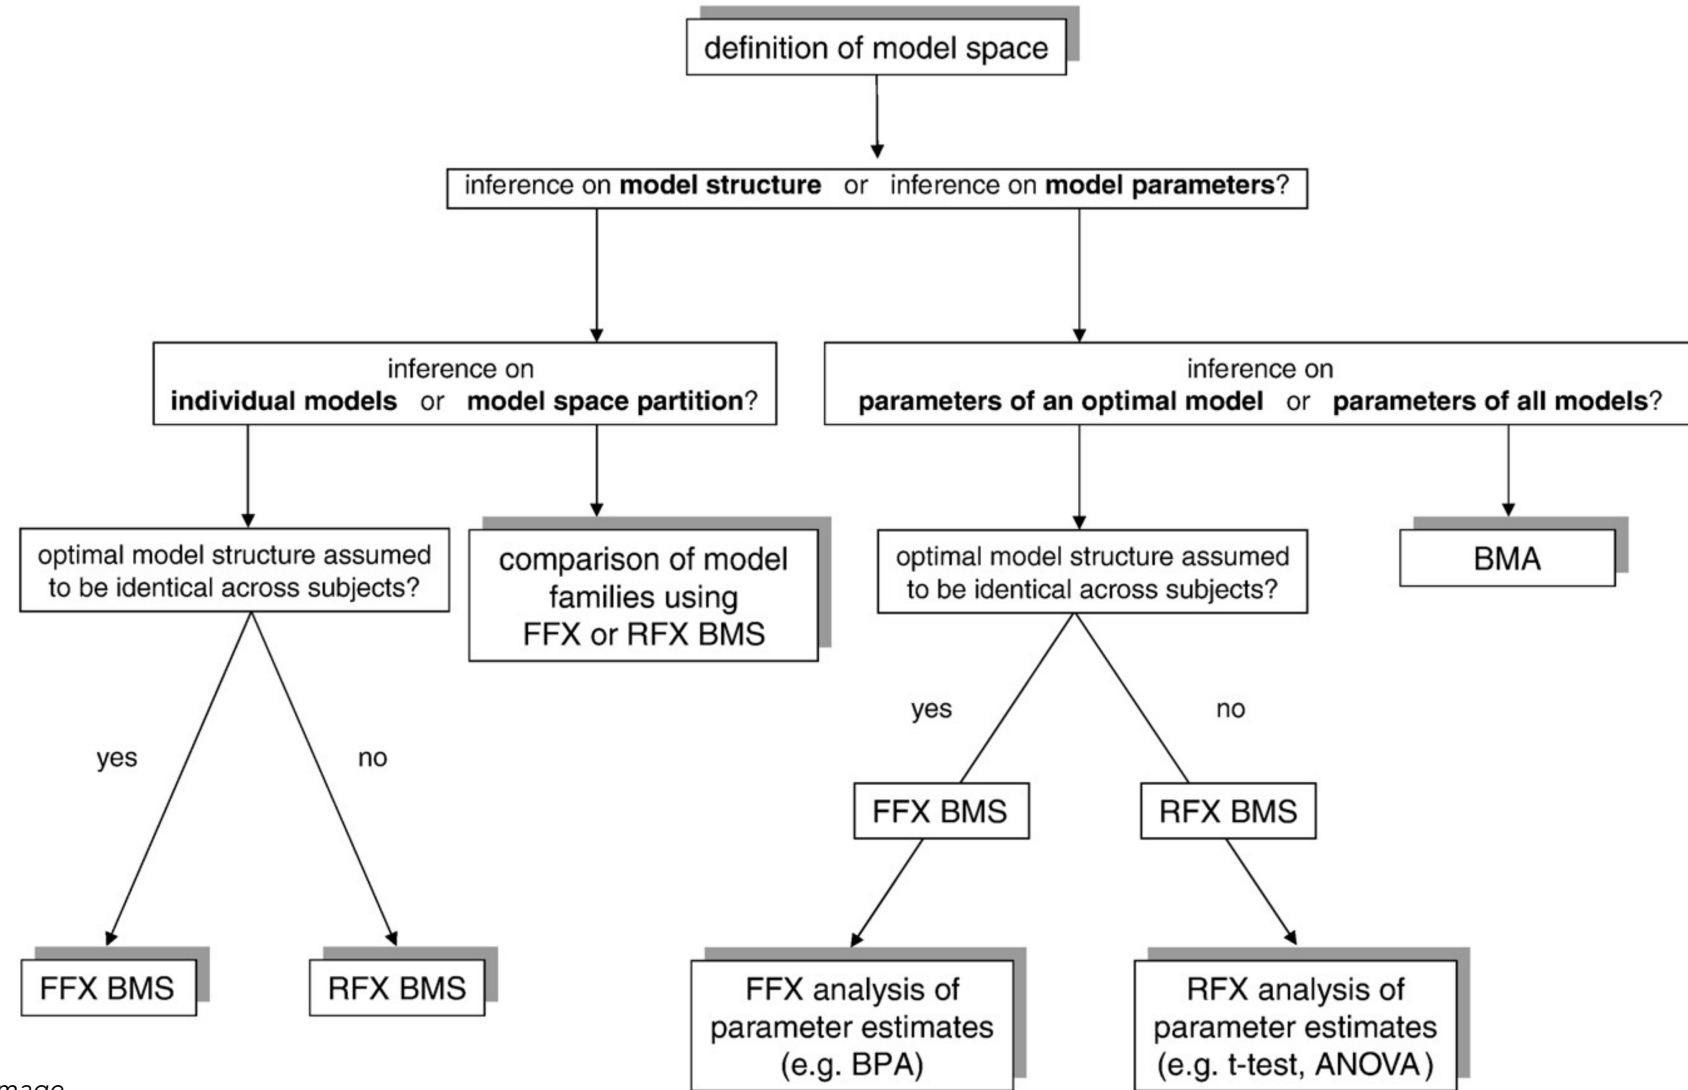 definition of model space
inference on model structure or inference on model parameters?
inference on
individual models or model space partition?
inference on
parameters of an optimal model or parameters of all models?
optimal model structure assumed
to be identical across subjects?
comparison of model
families using
FFX or RFX BMS
optimal model structure assumed
to be identical across subjects?
BMA
yes
no
yes
no
FFX BMS
RFX BMS
FFX BMS
RFX BMS
FFX analysis of
parameter estimates
(e.g. BPA)
RFX analysis of
parameter estimates
(e.g. t-test, ANOVA)